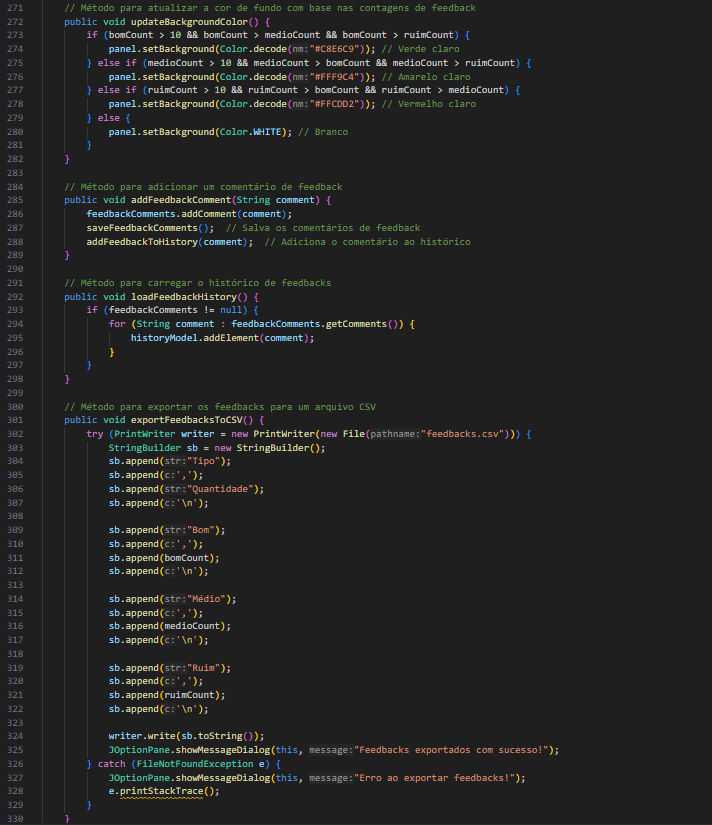 271 // Método para atualizar a cor de fundo com base nas contagens de feedback
272 public void updateBackgroundColor() {
273 if (bomCount > 10 && bomCount > medioCount && bomCount > ruimCount) {
274 panel.setBackground(Color.decode(nm:"#C8E6C9")); // Verde claro
275 } else if (medioCount > 10 && medioCount > bomCount && medioCount > ruimCount) {
276 panel.setBackground(Color.decode(nm:"#FFF9C4")); // Amarelo claro
277 } else if (ruimCount > 10 && ruimCount > bomCount && ruimCount > medioCount) {
278 panel.setBackground(Color.decode(nm:"#FFCDD2")); // Vermelho claro
279 } else {
280 panel.setBackground(Color.WHITE); // Branco
281 }
282 }
283
284 // Método para adicionar um comentário de feedback
285 public void addFeedbackComment(String comment) {
286 feedbackComments.addComment(comment);
287 saveFeedbackComments(); // Salva os comentários de feedback
288 addFeedbackToHistory(comment); // Adiciona o comentário ao histórico
289 }
290
291 // Método para carregar o histórico de feedbacks
292 public void loadFeedbackHistory() {
293 if (feedbackComments != null) {
294 for (String comment : feedbackComments.getComments()) {
295 historyModel.addElement(comment);
296 }
297 }
298 }
299
300 // Método para exportar os feedbacks para um arquivo CSV
301 public void exportFeedbacksToCSV() {
302 try (PrintWriter writer = new PrintWriter(new File(pathname:"feedbacks.csv"))) {
303 StringBuilder sb = new StringBuilder();
304 sb.append(str:"Tipo");
305 sb.append(c:',');
306 sb.append(str:"Quantidade");
307 sb.append(c:'\n');
308
309 sb.append(str:"Bom");
310 sb.append(c:',');
311 sb.append(bomCount);
312 sb.append(c:'\n');
313
314 sb.append(str:"Médio");
315 sb.append(c:',');
316 sb.append(medioCount);
317 sb.append(c:'\n');
318
319 sb.append(str:"Ruim");
320 sb.append(c:',');
321 sb.append(ruimCount);
322 sb.append(c:'\n');
323
324 writer.write(sb.toString());
325 JOptionPane.showMessageDialog(this, message:"Feedbacks exportados com sucesso!");
326 } catch (FileNotFoundException e) {
327 JOptionPane.showMessageDialog(this, message:"Erro ao exportar feedbacks!");
328 e.printStackTrace();
329 }
330 }